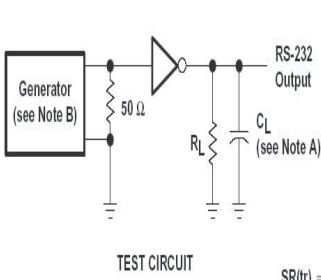 RS-232
Output
Generator
(see Note B)
50 Ω
RL
CL
(see Note A)
TEST CIRCUIT
SR(tr) =